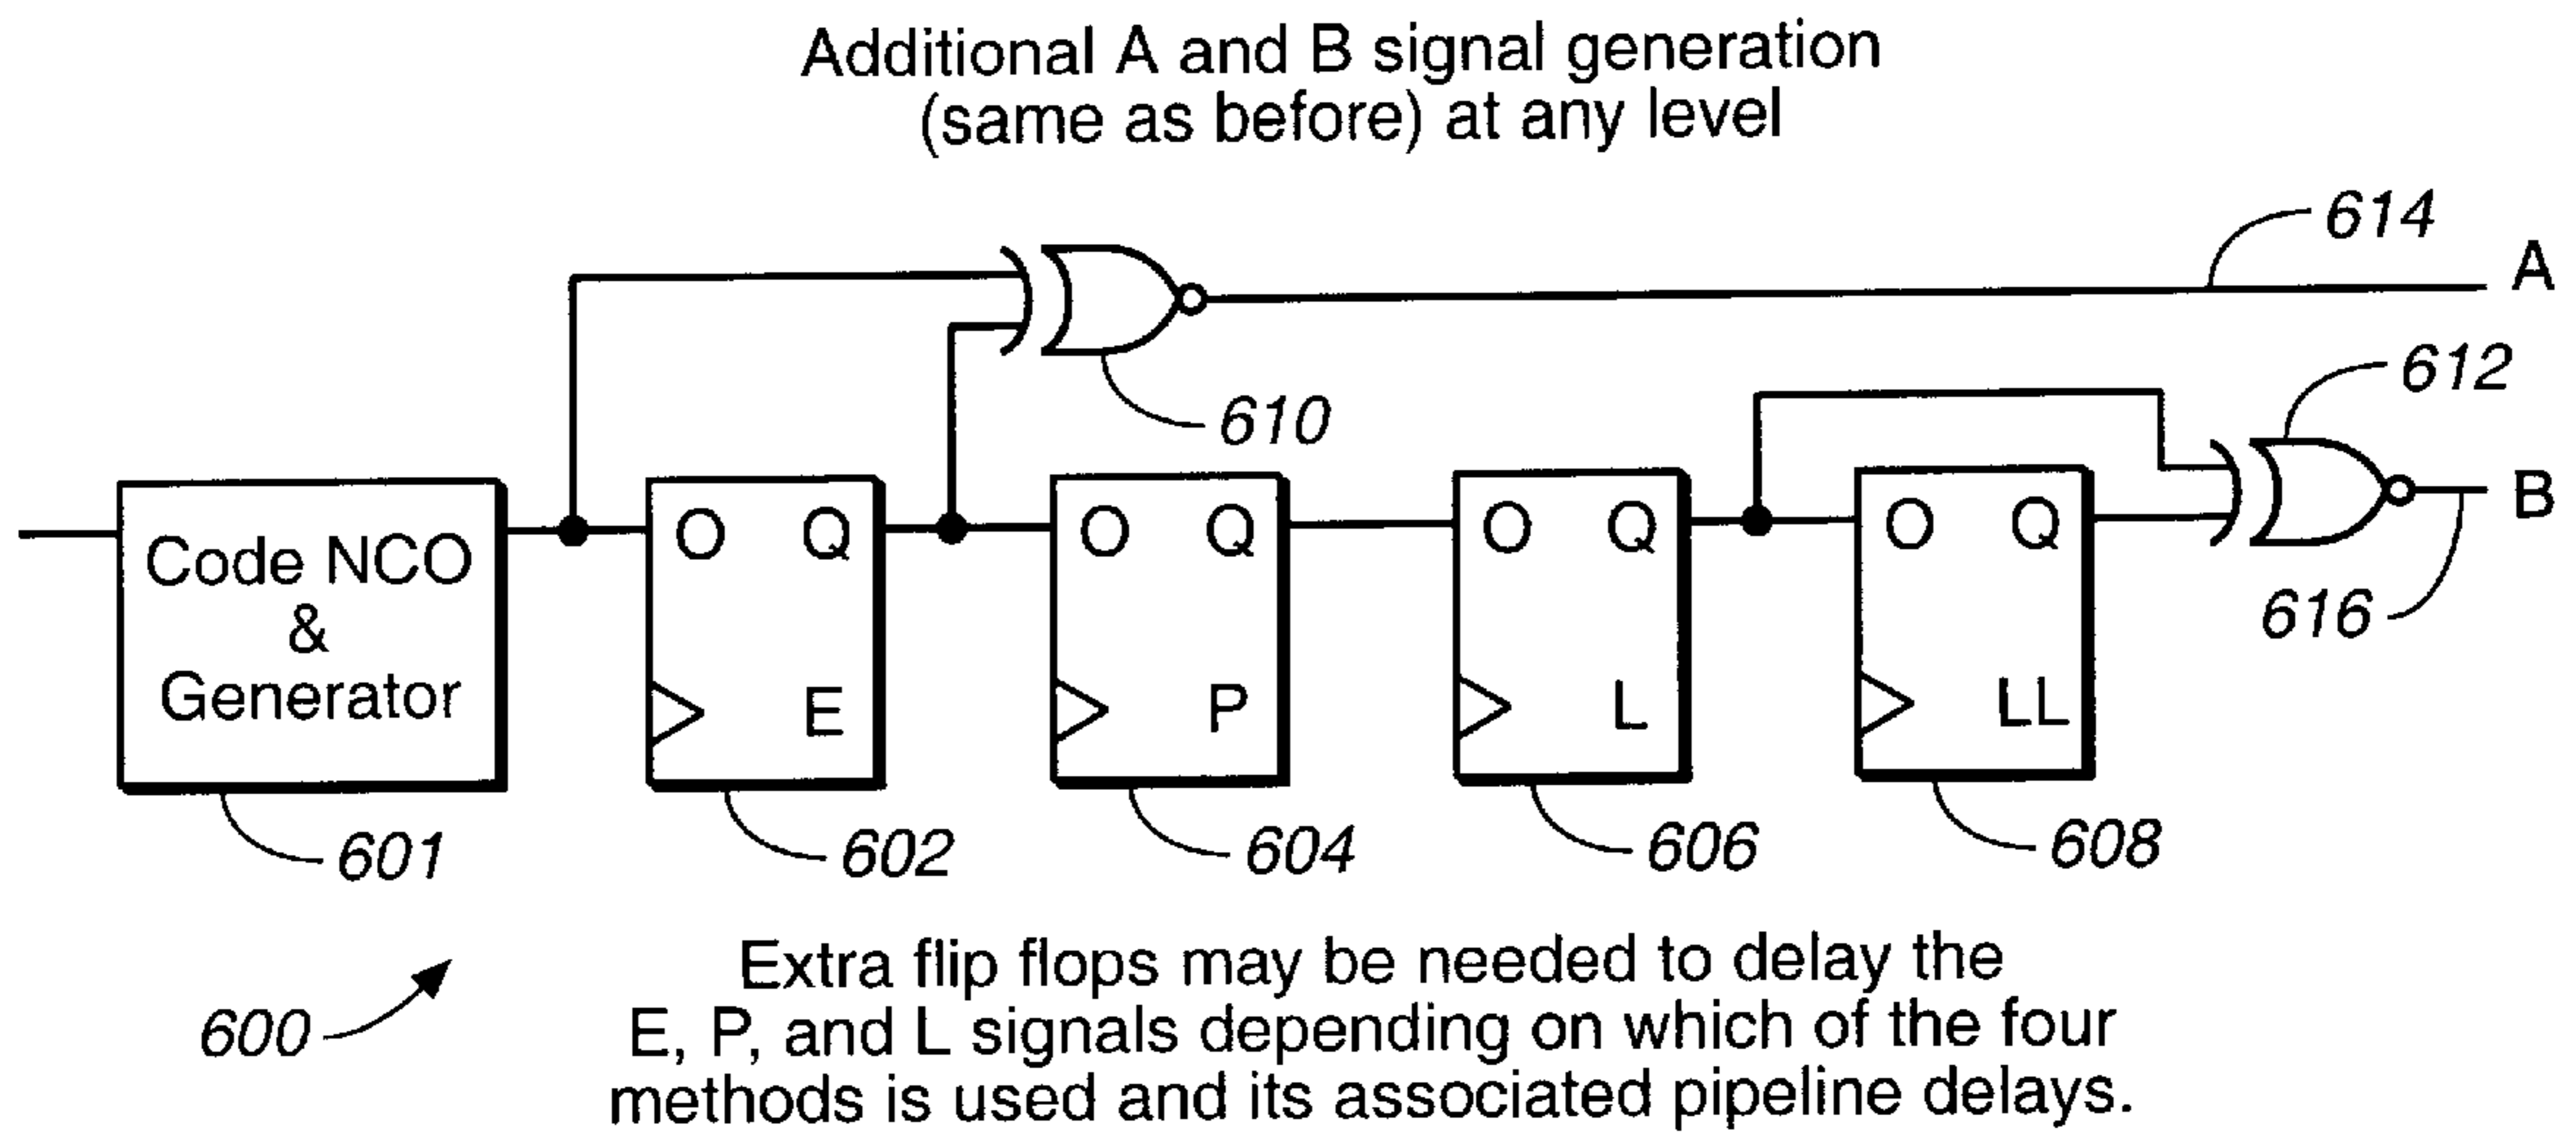 Additional A and B signal generation
(same as before) at any level
614
A
612
610
B
616
Code NCO
&
Generator
O Q
E
O Q
P
O Q
L
O Q
LL
601
602
604
606
608
600
Extra flip flops may be needed to delay the
E, P, and L signals depending on which of the four
methods is used and its associated pipeline delays.